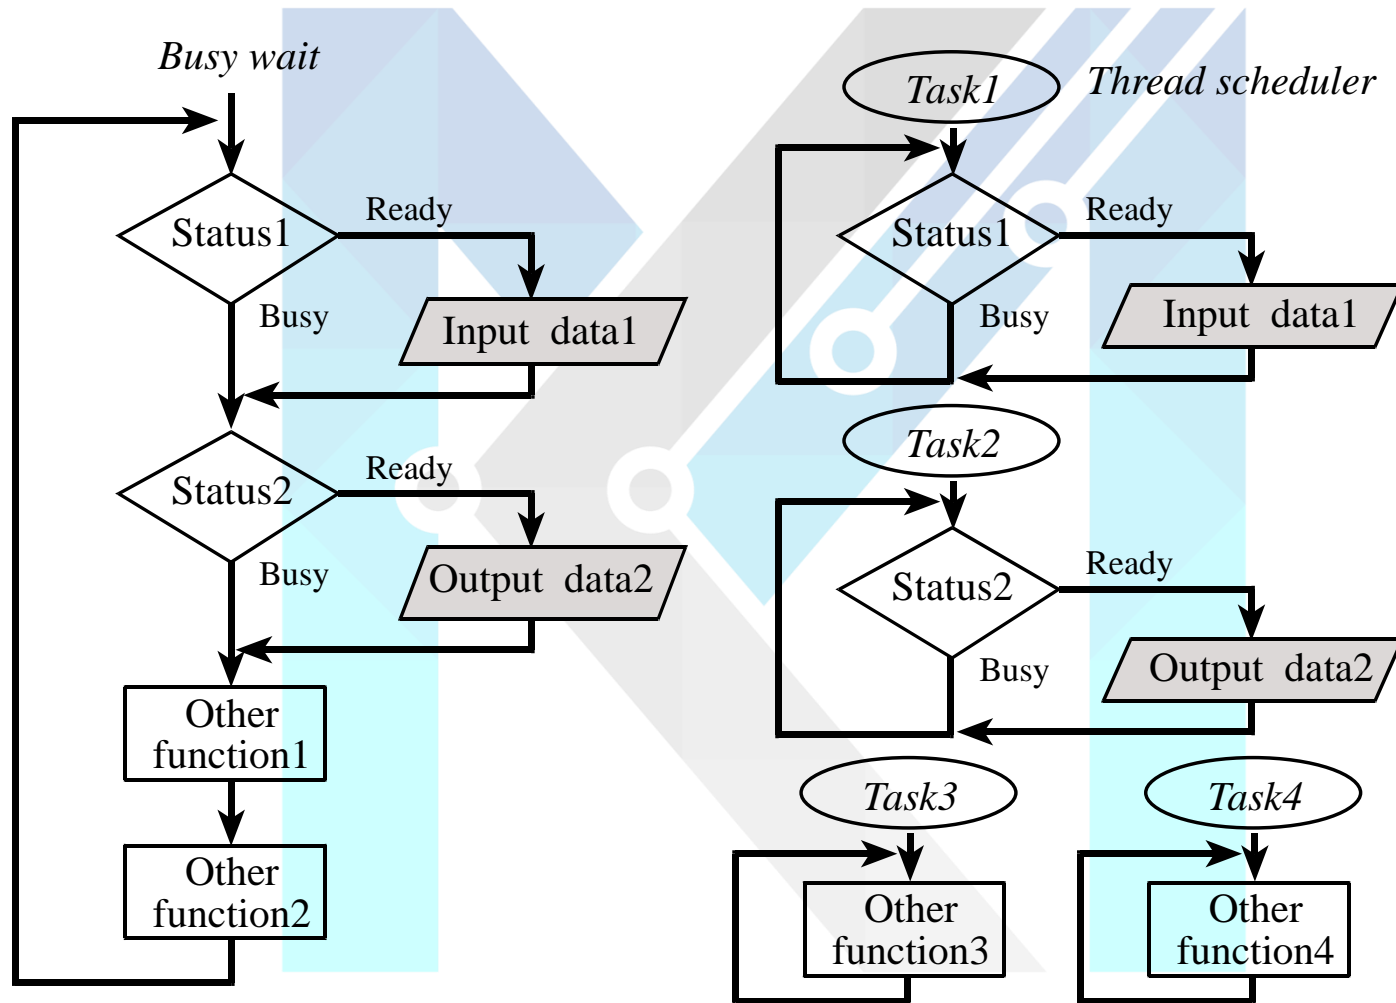 Busy wait
Status1
Ready
Busy
Input data1
Status2
Ready
Busy
Output data2
Other
function1
Other
function2
Thread scheduler
Task1
Status1
Ready
Busy
Input data1
Task2
Status2
Ready
Busy
Output data2
Task3
Other
function3
Task4
Other
function4